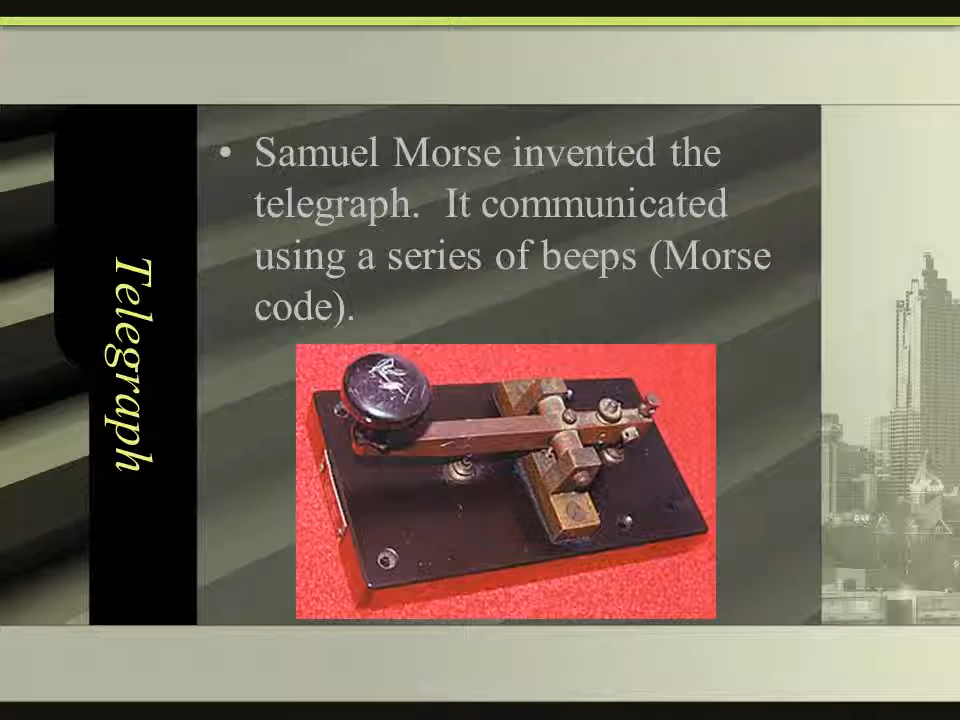 Telegraph
• Samuel Morse invented the
telegraph.  It communicated
using a series of beeps (Morse
code).